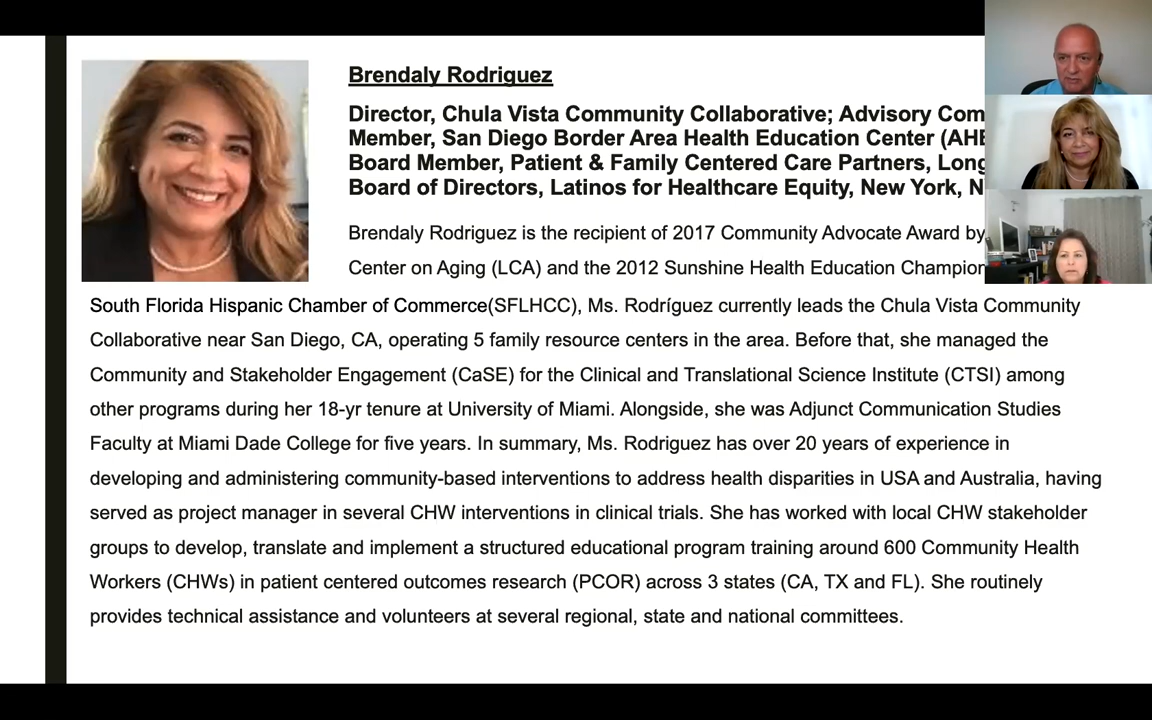 Brendaly Rodriguez
Director, Chula Vista Community Collaborative; Advisory Com
Member, San Diego Border Area Health Education Center (AHE
Board Member, Patient & Family Centered Care Partners, Long
Board of Directors, Latinos for Healthcare Equity, New York, N
Brendaly Rodriguez is the recipient of 2017 Community Advocate Award by
Center on Aging (LCA) and the 2012 Sunshine Health Education Champion
South Florida Hispanic Chamber of Commerce(SFLHCC), Ms. Rodríguez currently leads the Chula Vista Community
Collaborative near San Diego, CA, operating 5 family resource centers in the area. Before that, she managed the
Community and Stakeholder Engagement (CaSE) for the Clinical and Translational Science Institute (CTSI) among
other programs during her 18-yr tenure at University of Miami. Alongside, she was Adjunct Communication Studies
Faculty at Miami Dade College for five years. In summary, Ms. Rodriguez has over 20 years of experience in
developing and administering community-based interventions to address health disparities in USA and Australia, having
served as project manager in several CHW interventions in clinical trials. She has worked with local CHW stakeholder
groups to develop, translate and implement a structured educational program training around 600 Community Health
Workers (CHWs) in patient centered outcomes research (PCOR) across 3 states (CA, TX and FL). She routinely
provides technical assistance and volunteers at several regional, state and national committees.